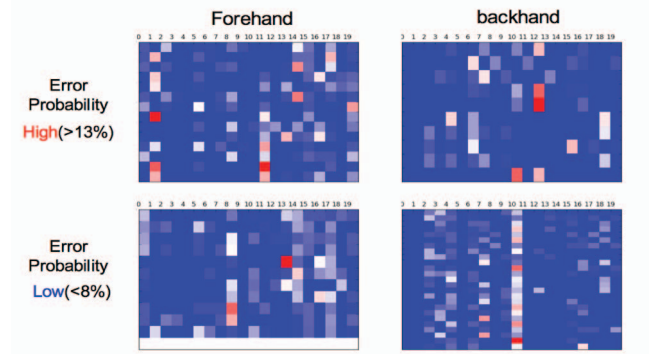 Forehand
backhand
0 1 2 3 4 5 6 7 8 9 10 11 12 13 14 15 16 17 18 19
0 1 2 3 4 5 6 7 8 9 10 11 12 13 14 15 16 17 18 19
Error
Probability
High(>13%)
0 1 2 3 4 5 6 7 8 9 10 11 12 13 14 15 16 17 18 19
0 1 2 3 4 5 6 7 8 9 10 11 12 13 14 15 16 17 18 19
Error
Probability
Low(<8%)